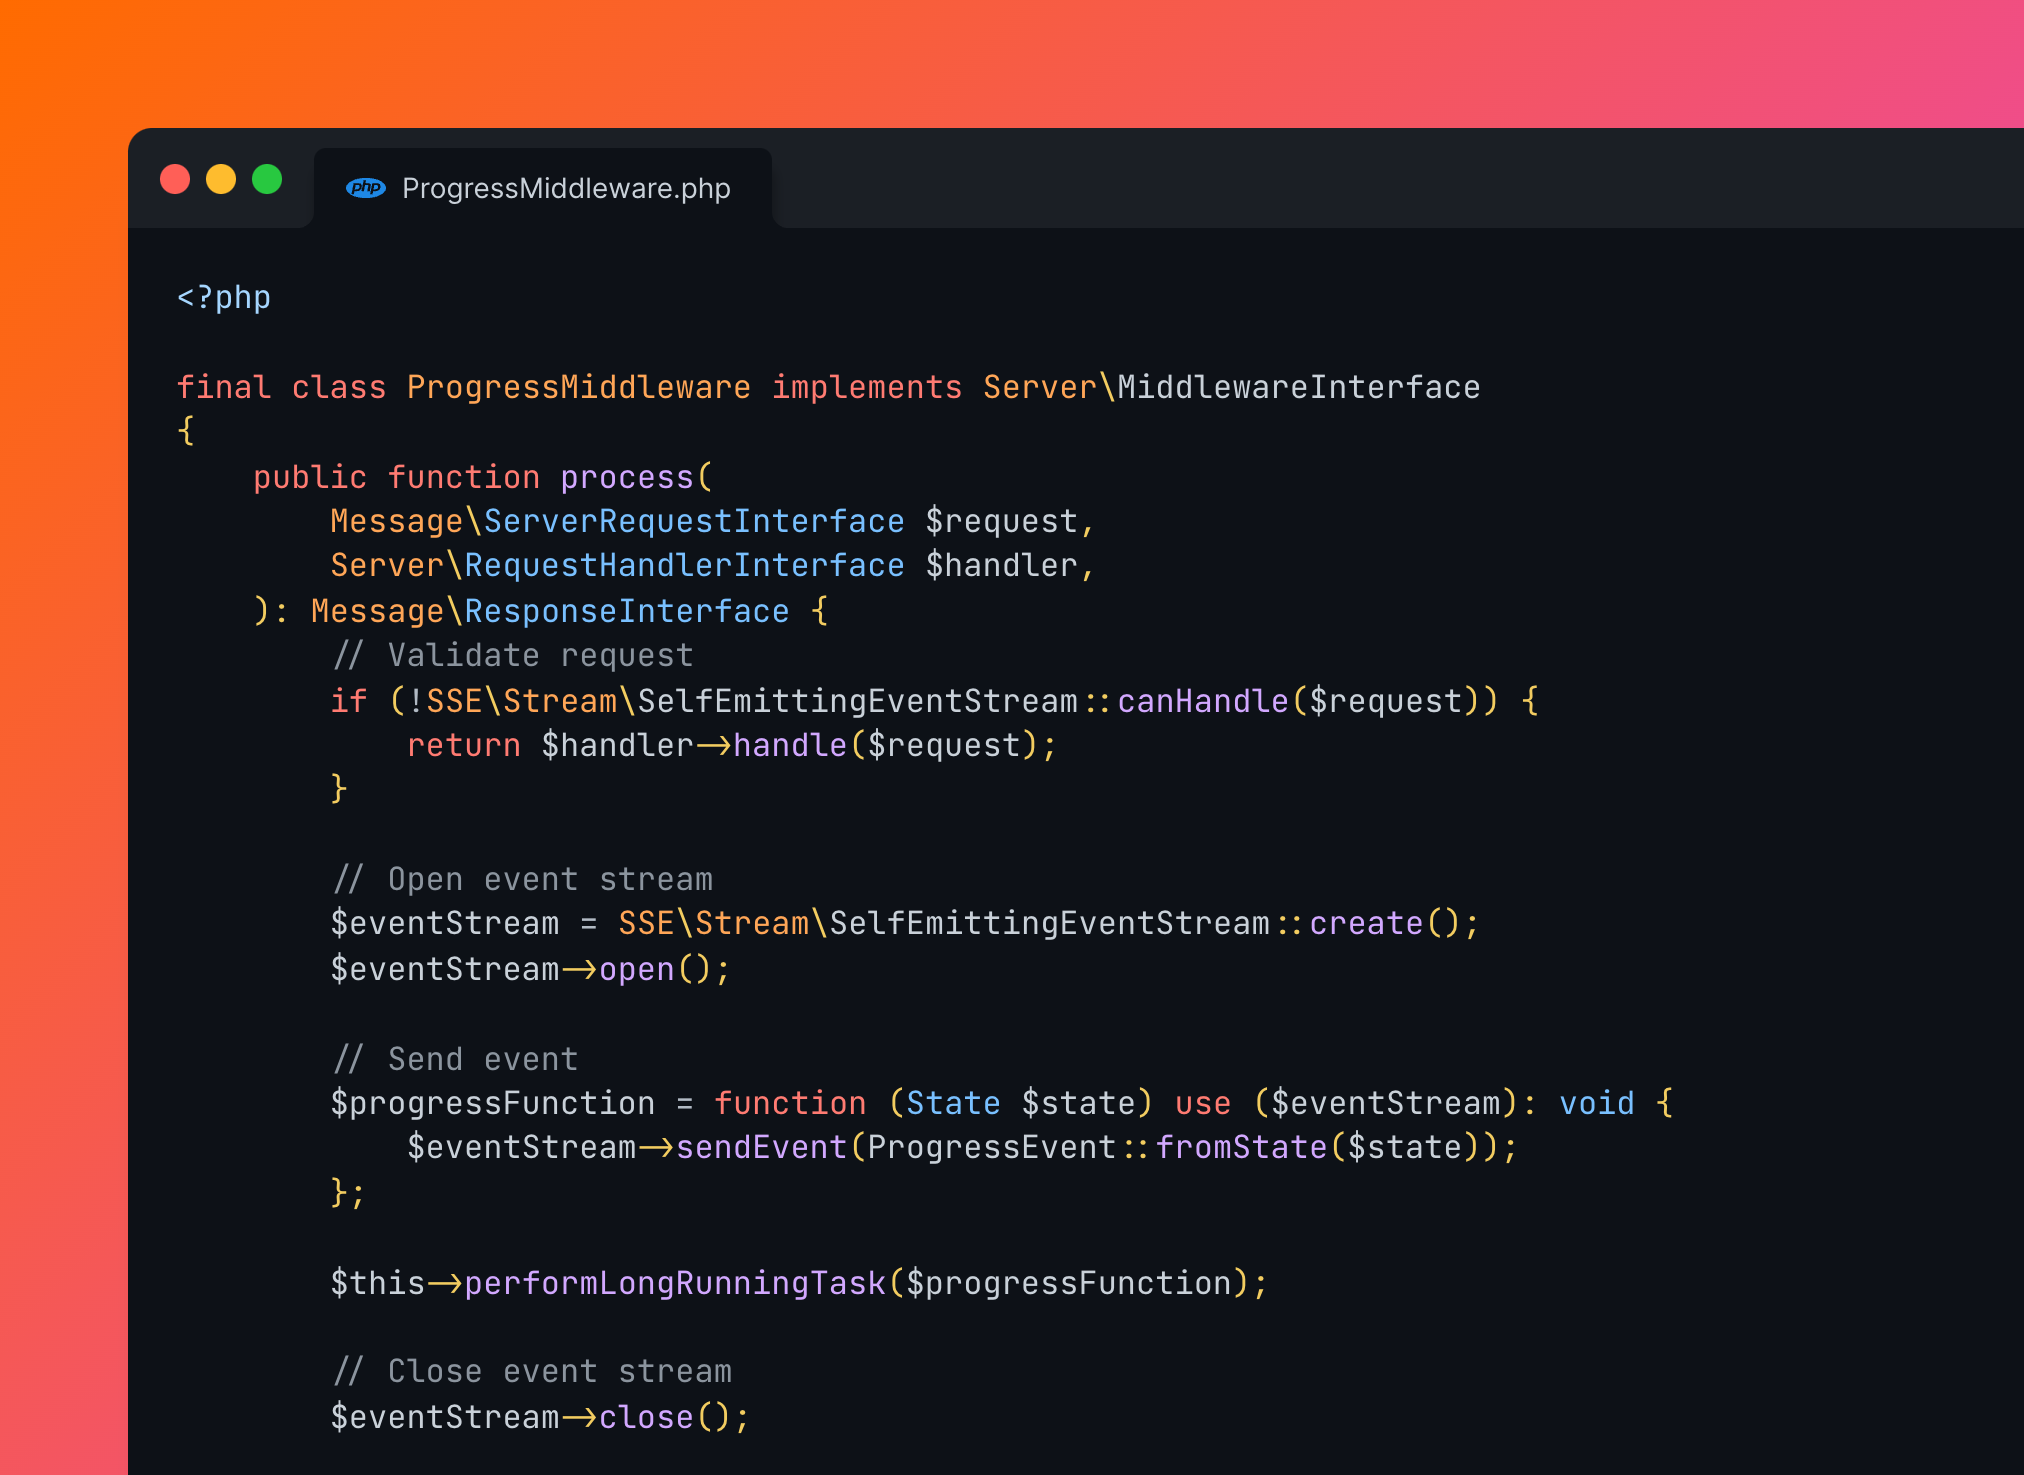 php ProgressMiddleware.php
<?php
final class ProgressMiddleware implements Server\MiddlewareInterface
{
    public function process(
        Message\ServerRequestInterface $request,
        Server\RequestHandlerInterface $handler,
    ): Message\ResponseInterface {
        // Validate request
        if (!SSE\Stream\SelfEmittingEventStream::canHandle($request)) {
            return $handler->handle($request);
        }
        // Open event stream
        $eventStream = SSE\Stream\SelfEmittingEventStream::create();
        $eventStream->open();
        // Send event
        $progressFunction = function (State $state) use ($eventStream): void {
            $eventStream->sendEvent(ProgressEvent::fromState($state));
        };
        $this->performLongRunningTask($progressFunction);
        // Close event stream
        $eventStream->close();